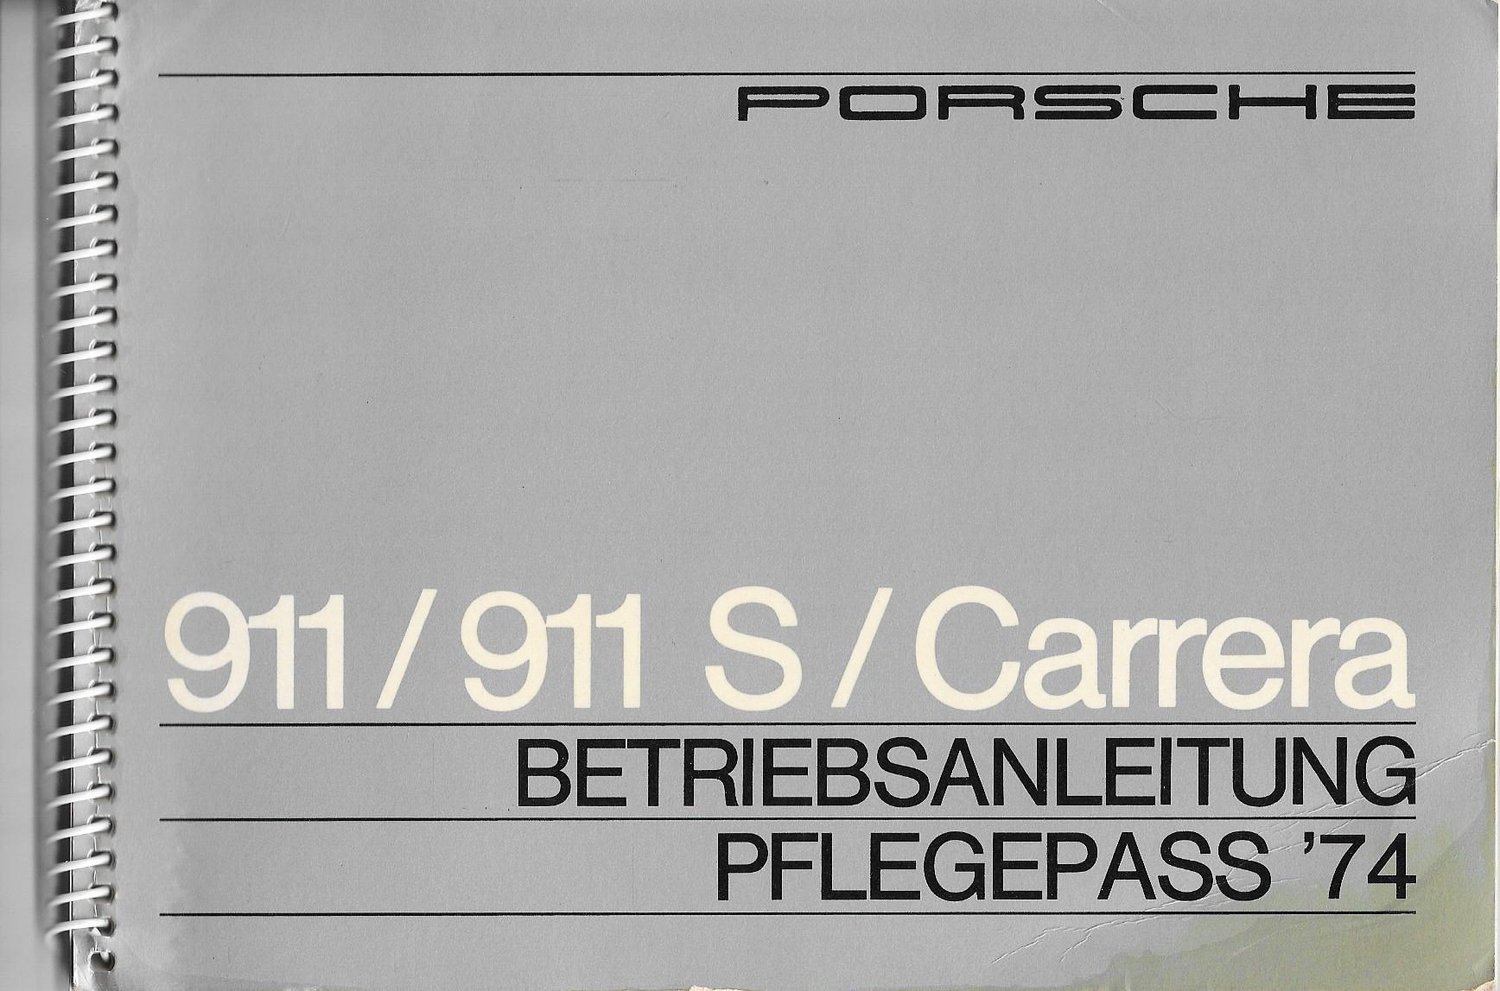 PORSCHE
911 / 911 S / Carrera
BETRIEBSANLEITUNG
PFLEGEPASS ’74